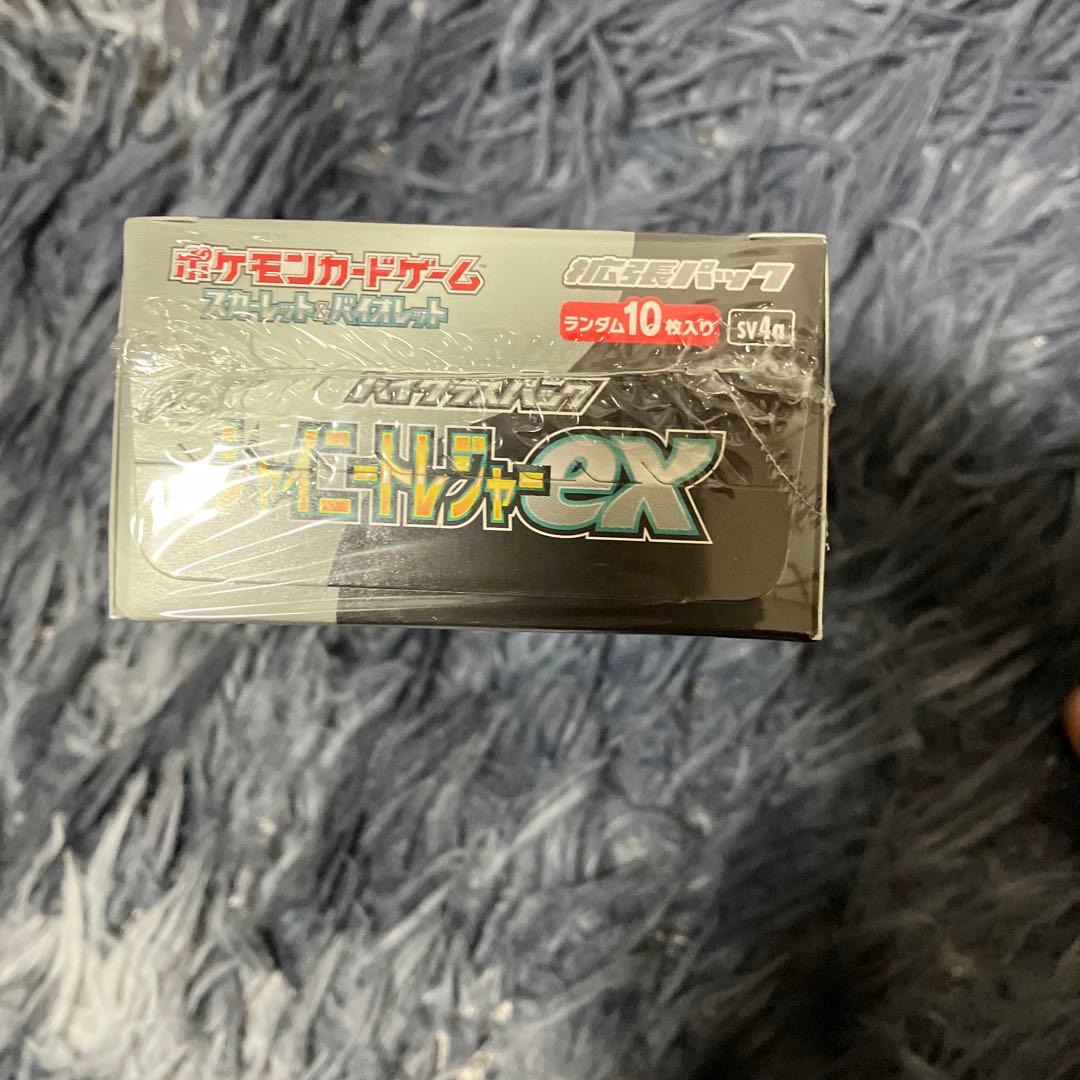 ポケモンカードゲーム
スカーレット&バイオレット
拡張パック
ランダム10枚入り
sv4a
ハイクラスパック
シャイニートレジャーex